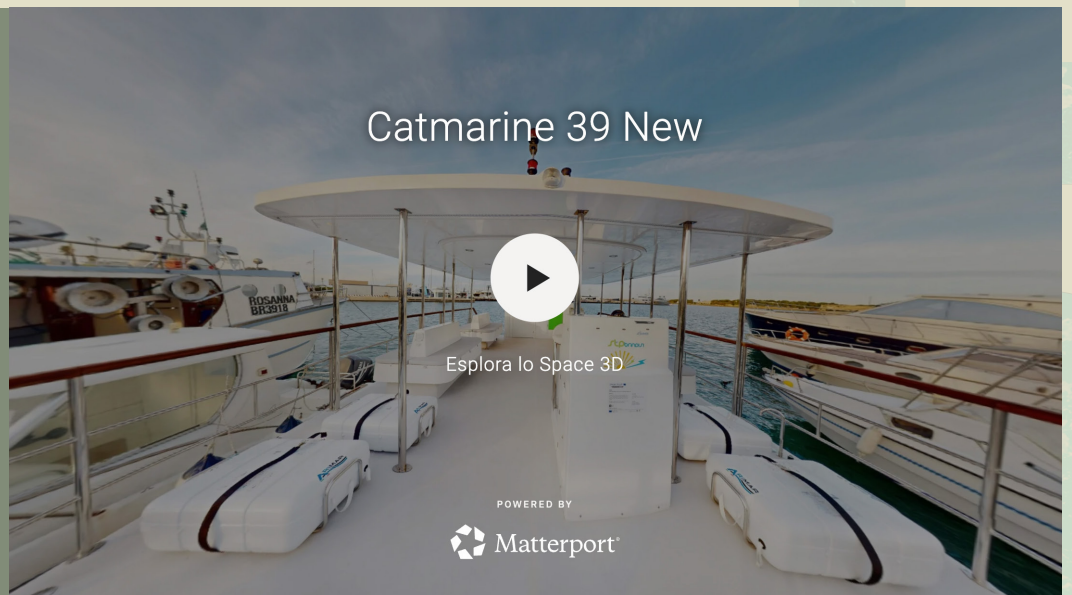 Catmarine 39 New
ROSANNA
BR3918
Esplora lo Space 3D
POWERED BY
Matterport